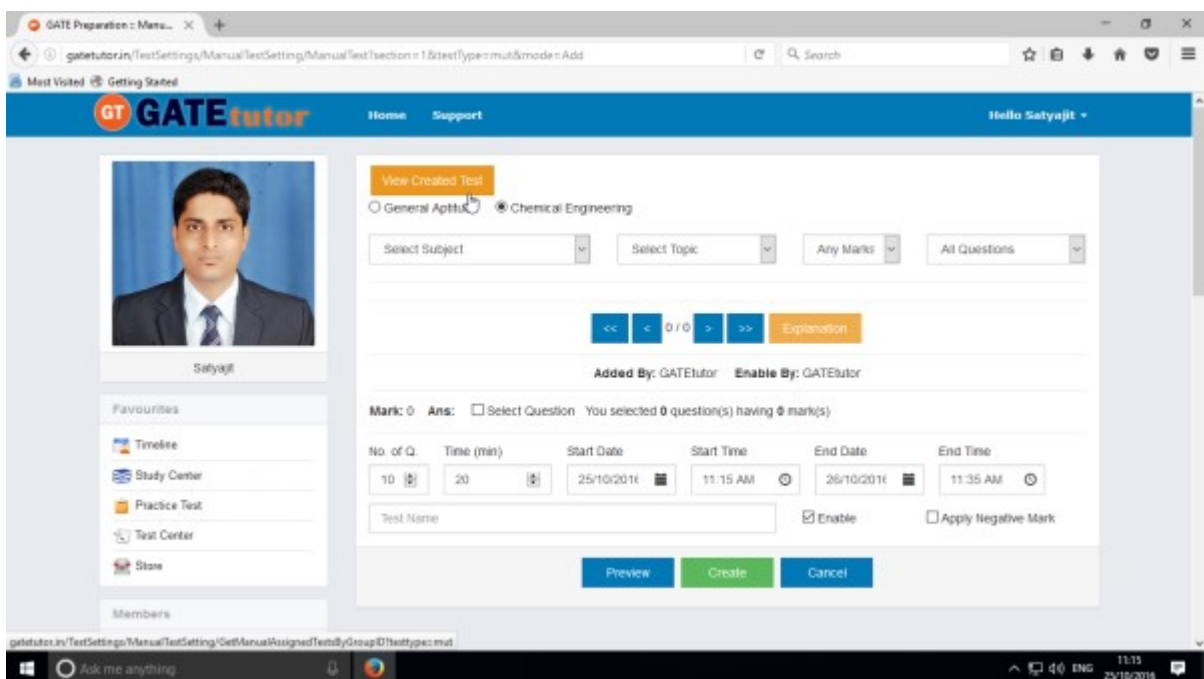 GATE Preparation :: Manu...
gatetutor.in/TestSettings/ManualTestSetting/ManualTest?section=1&testType=mut&mode=Add
Search
Most Visited Getting Started
GT GATEtutor Home Support Hello Satyajit
View Created Test
General Aptitu Chemical Engineering
Select Subject Select Topic Any Marks All Questions
<< < 0 / 0 > >> Explanation
Satyajit
Added By: GATEtutor Enable By: GATEtutor
Favourites
Mark: 0 Ans: Select Question You selected 0 question(s) having 0 mark(s)
Timeline
Study Center
Practice Test
Test Center
Store
No. of Q. Time (min) Start Date Start Time End Date End Time
10 20 25/10/2016 11:15 AM 26/10/2016 11:35 AM
Test Name Enable Apply Negative Mark
Preview Create Cancel
Members
gatetutor.in/TestSettings/ManualTestSetting/GetManualAssignedTestsByGroupID?testtype=mut
Ask me anything ENG 11:15
25/10/2016